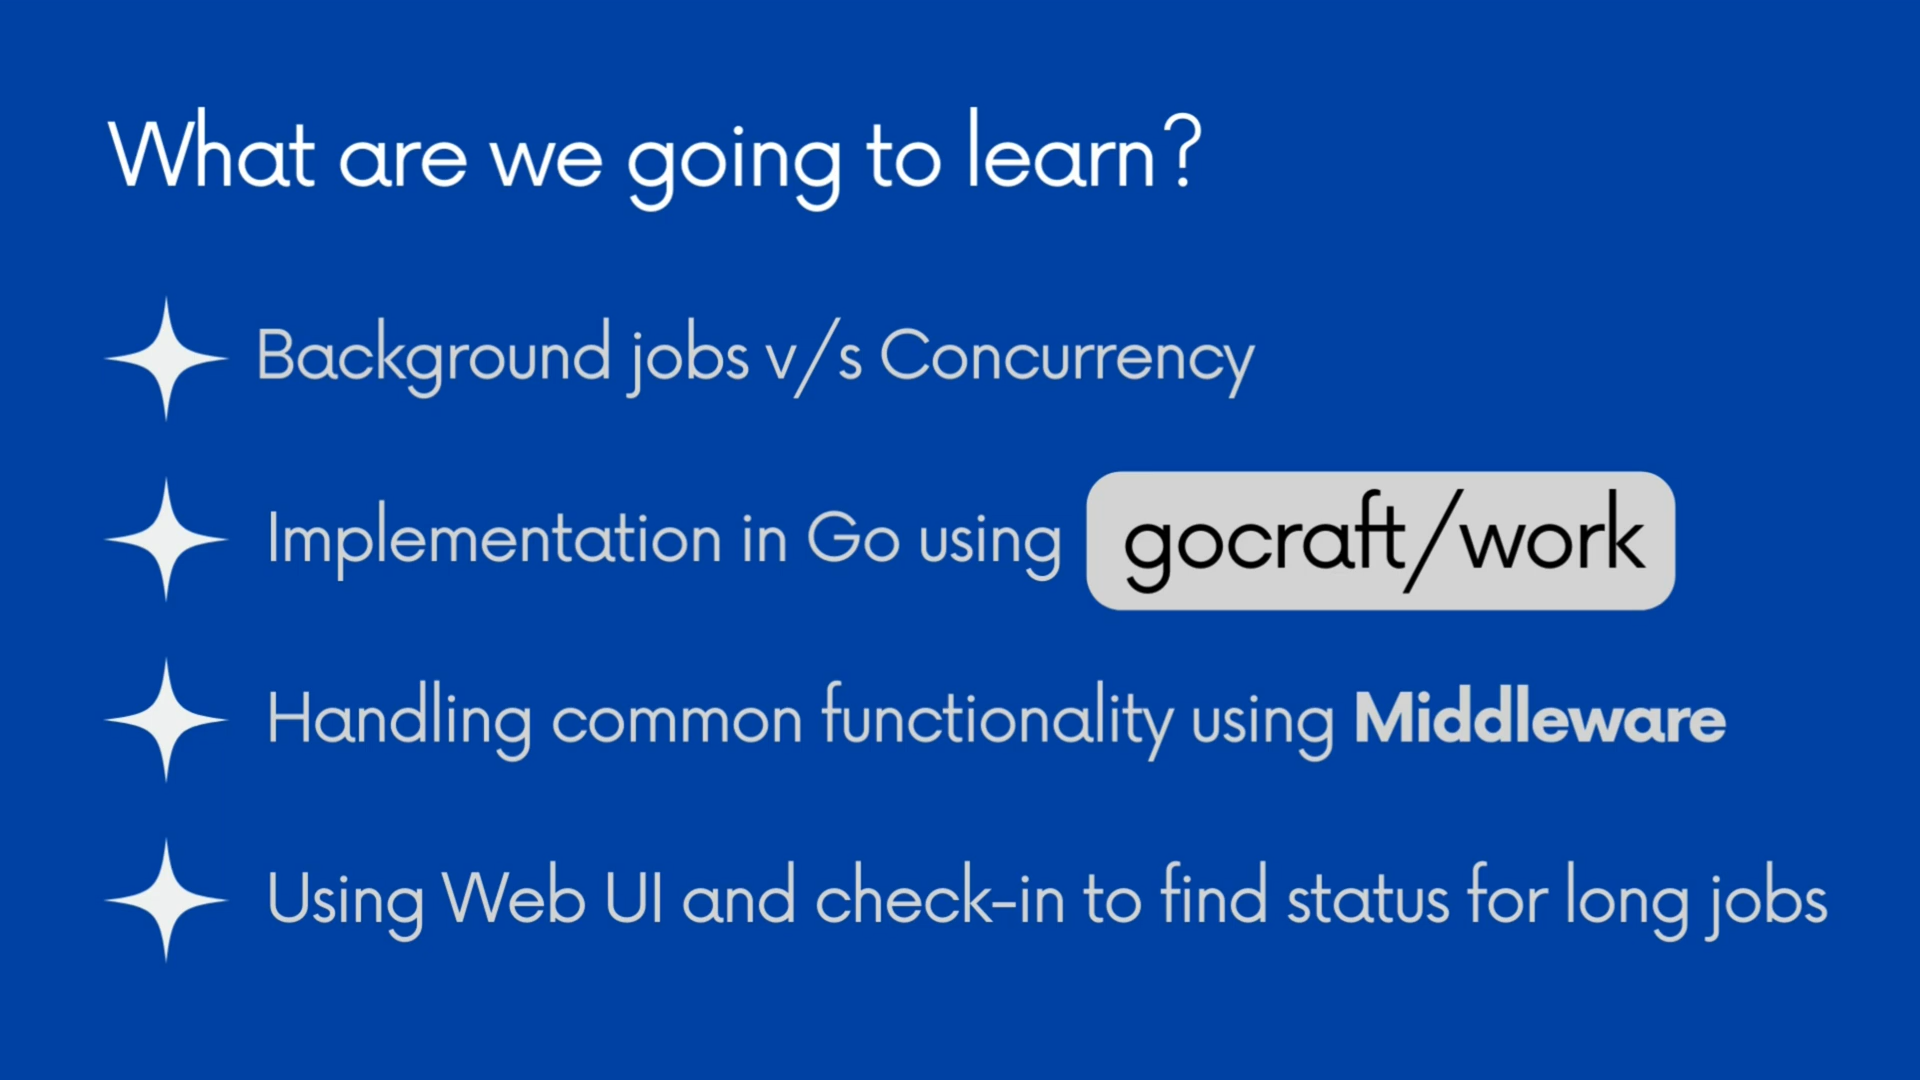 What are we going to learn?
Background jobs v/s Concurrency
Implementation in Go using gocraft/work
Handling common functionality using Middleware
Using Web UI and check-in to find status for long jobs